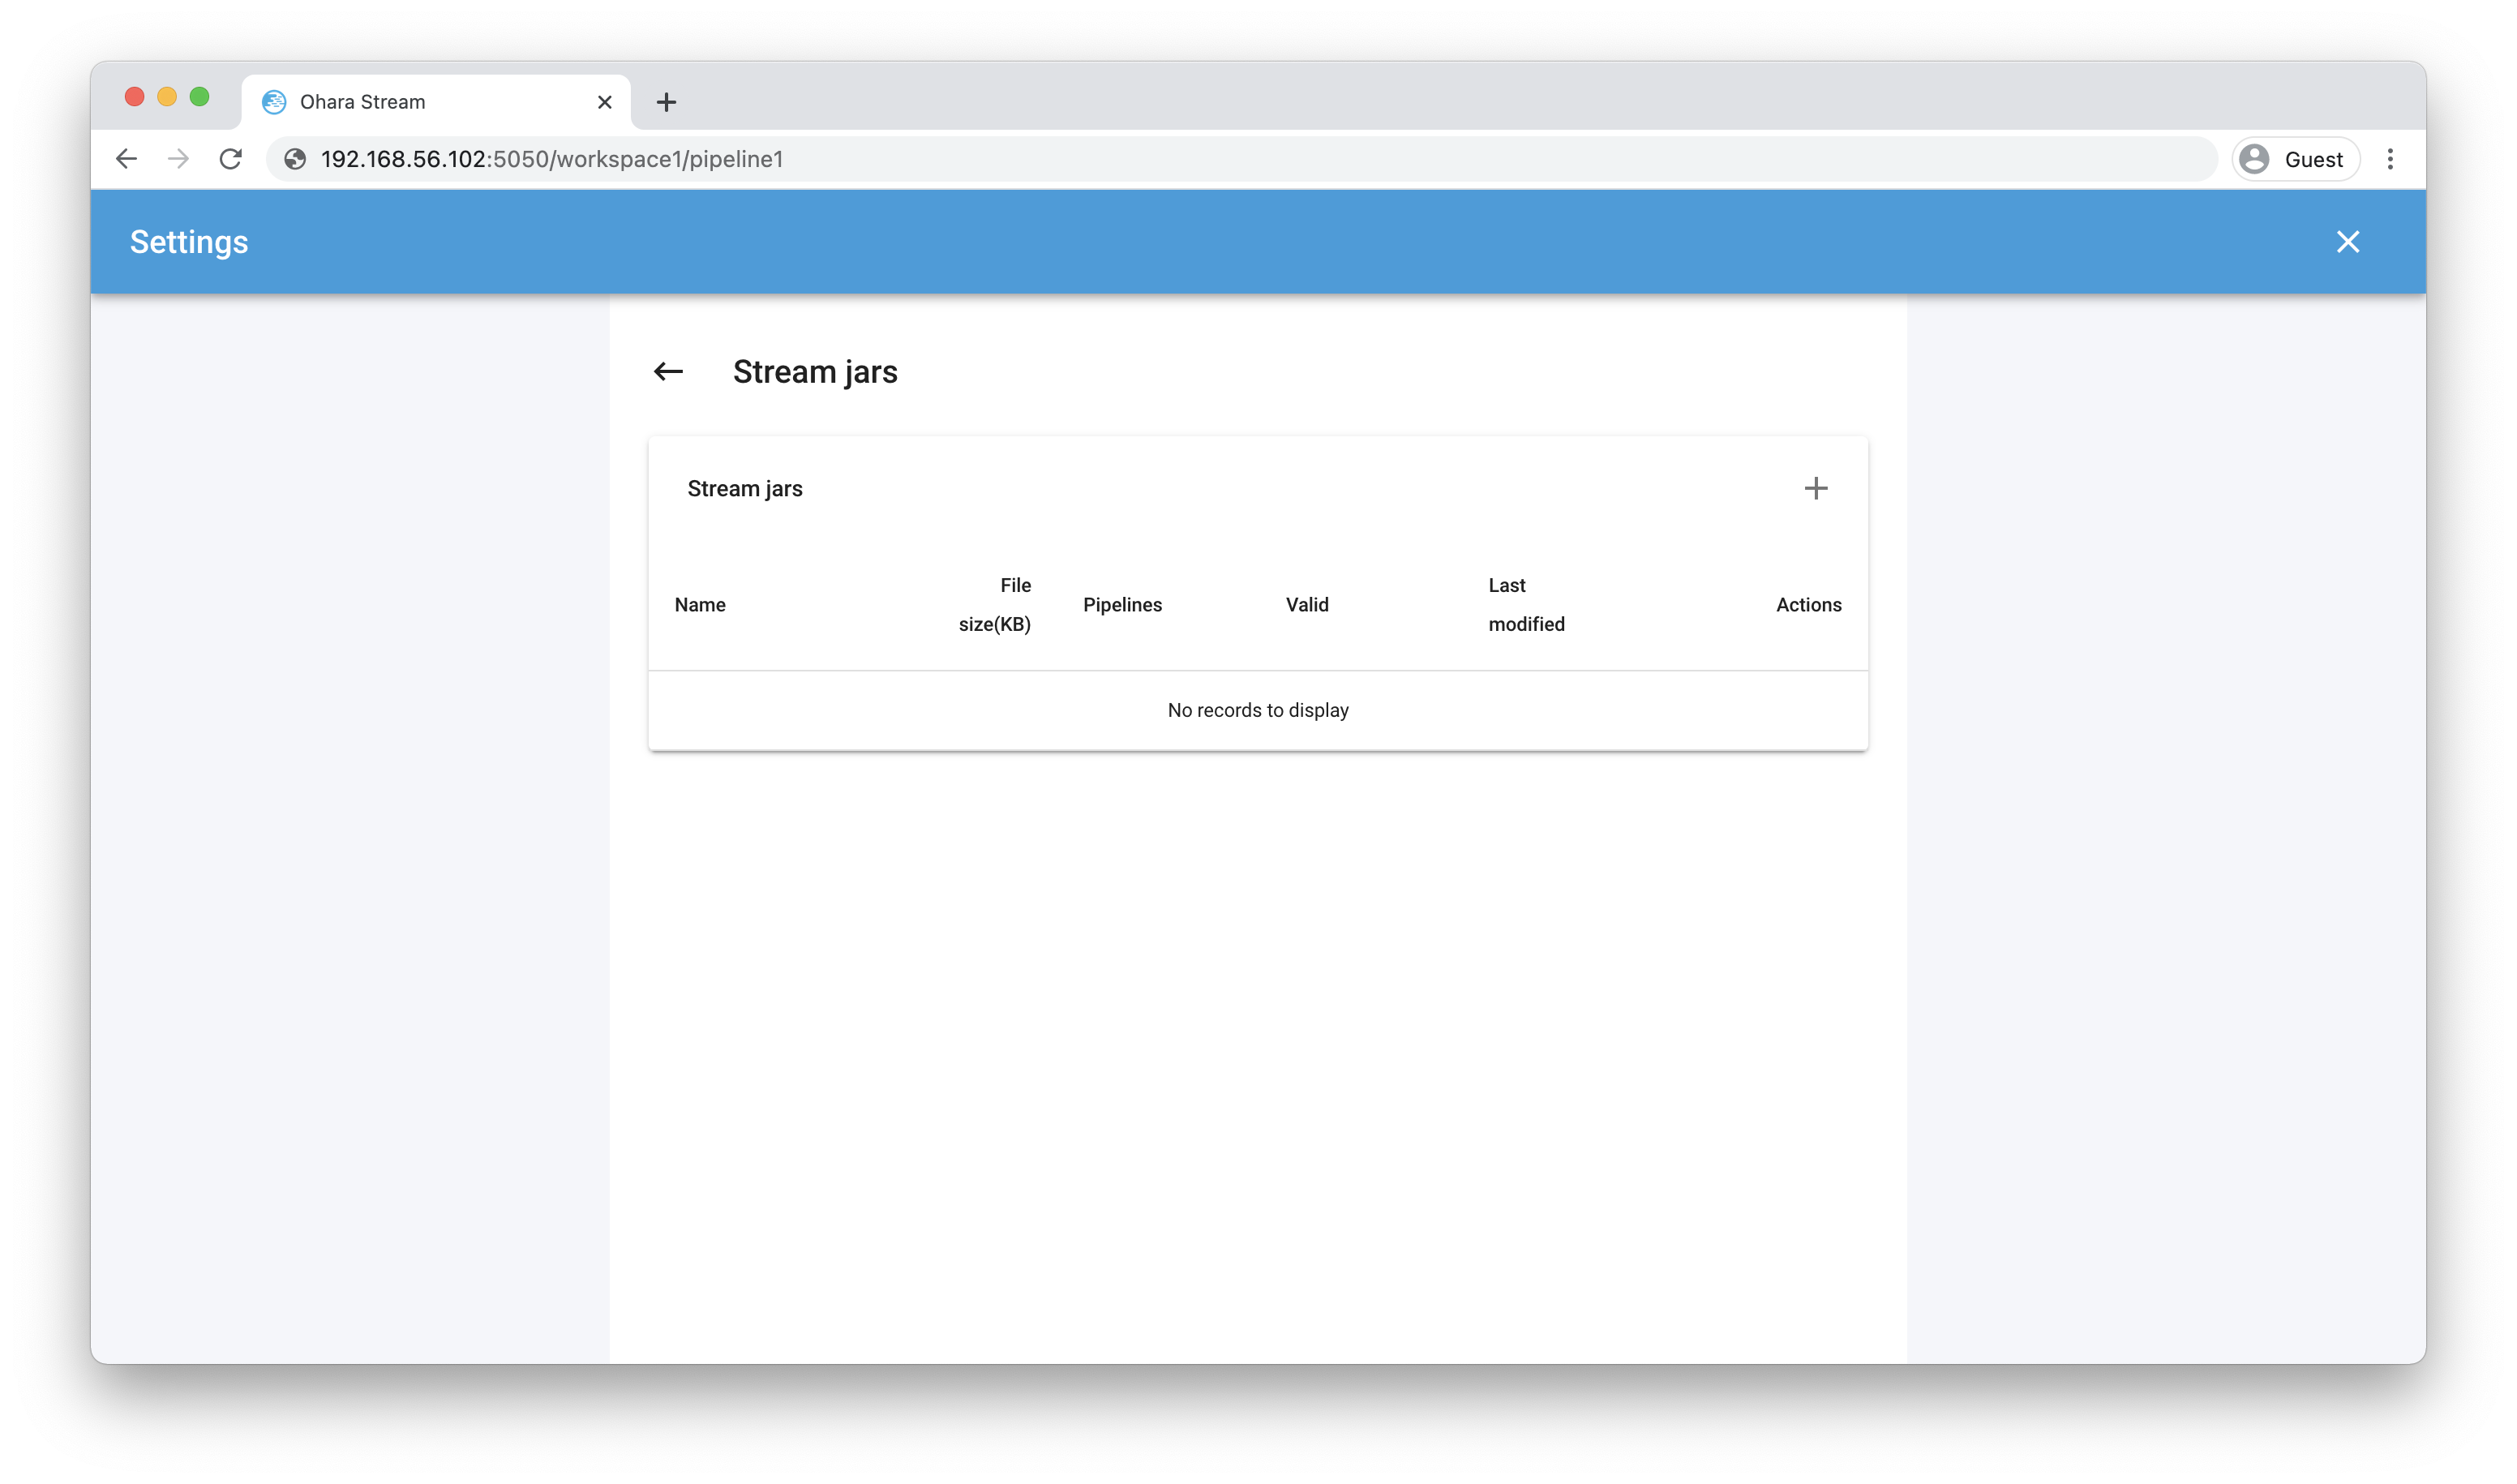 Ohara Stream
192.168.56.102:5050/workspace1/pipeline1
Guest
Settings
Stream jars
Stream jars
Name
File
size(KB)
Pipelines
Valid
Last
modified
Actions
No records to display